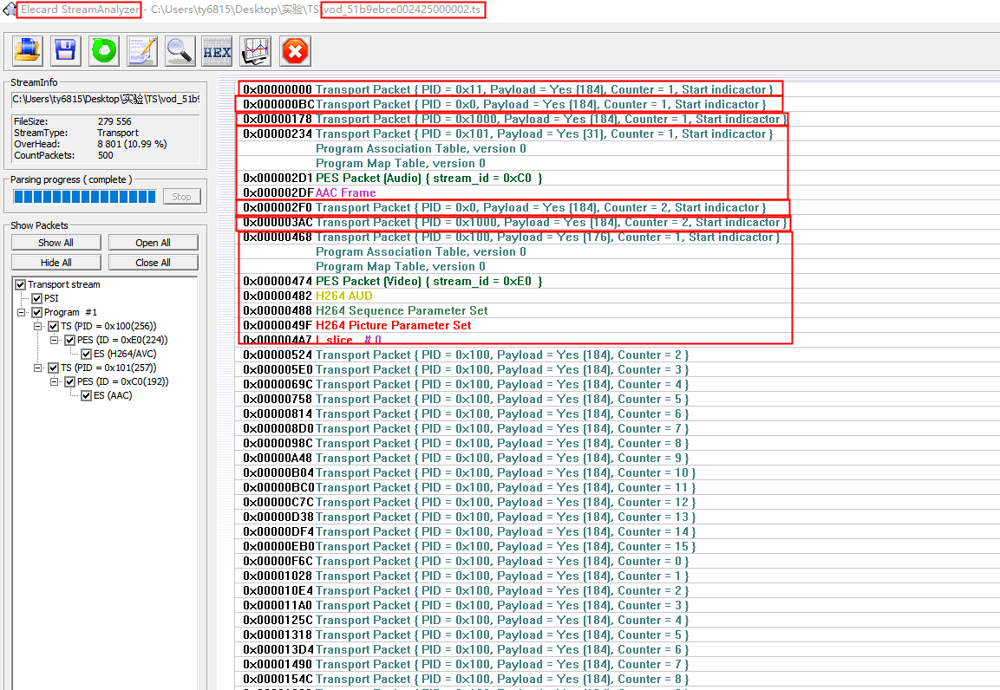 Elecard StreamAnalyzer - C:\Users\ty6815\Desktop\实验\TS\vod_51b9ebce002425000002.ts
HEX
StreamInfo
C:\Users\ty6815\Desktop\实验\TS\vod_51b9
FileSize: 279 556
StreamType: Transport
OverHead: 8 801 (10.99 %)
CountPackets: 500
Parsing progress ( complete )
Stop
Show Packets
Show All Open All
Hide All Close All
Transport stream
PSI
Program #1
TS (PID = 0x100(256))
PES (ID = 0xE0(224))
ES (H264/AVC)
TS (PID = 0x101(257))
PES (ID = 0xC0(192))
ES (AAC)
0x00000000 Transport Packet { PID = 0x11, Payload = Yes (184), Counter = 1, Start indicactor }
0x000000BC Transport Packet { PID = 0x0, Payload = Yes (184), Counter = 1, Start indicactor }
0x00000178 Transport Packet { PID = 0x1000, Payload = Yes (184), Counter = 1, Start indicactor }
0x00000234 Transport Packet { PID = 0x101, Payload = Yes (31), Counter = 1, Start indicactor }
Program Association Table, version 0
Program Map Table, version 0
0x000002D1 PES Packet (Audio) { stream_id = 0xC0 }
0x000002DF AAC Frame
0x000002F0 Transport Packet { PID = 0x0, Payload = Yes (184), Counter = 2, Start indicactor }
0x000003AC Transport Packet { PID = 0x1000, Payload = Yes (184), Counter = 2, Start indicactor }
0x00000468 Transport Packet { PID = 0x100, Payload = Yes (176), Counter = 1, Start indicactor }
Program Association Table, version 0
Program Map Table, version 0
0x00000474 PES Packet (Video) { stream_id = 0xE0 }
0x00000482 H264 AUD
0x00000488 H264 Sequence Parameter Set
0x0000049F H264 Picture Parameter Set
0x000004A7 I slice # 0
0x00000524 Transport Packet { PID = 0x100, Payload = Yes (184), Counter = 2 }
0x000005E0 Transport Packet { PID = 0x100, Payload = Yes (184), Counter = 3 }
0x0000069C Transport Packet { PID = 0x100, Payload = Yes (184), Counter = 4 }
0x00000758 Transport Packet { PID = 0x100, Payload = Yes (184), Counter = 5 }
0x00000814 Transport Packet { PID = 0x100, Payload = Yes (184), Counter = 6 }
0x000008D0 Transport Packet { PID = 0x100, Payload = Yes (184), Counter = 7 }
0x0000098C Transport Packet { PID = 0x100, Payload = Yes (184), Counter = 8 }
0x00000A48 Transport Packet { PID = 0x100, Payload = Yes (184), Counter = 9 }
0x00000B04 Transport Packet { PID = 0x100, Payload = Yes (184), Counter = 10 }
0x00000BC0 Transport Packet { PID = 0x100, Payload = Yes (184), Counter = 11 }
0x00000C7C Transport Packet { PID = 0x100, Payload = Yes (184), Counter = 12 }
0x00000D38 Transport Packet { PID = 0x100, Payload = Yes (184), Counter = 13 }
0x00000DF4 Transport Packet { PID = 0x100, Payload = Yes (184), Counter = 14 }
0x00000EB0 Transport Packet { PID = 0x100, Payload = Yes (184), Counter = 15 }
0x00000F6C Transport Packet { PID = 0x100, Payload = Yes (184), Counter = 0 }
0x00001028 Transport Packet { PID = 0x100, Payload = Yes (184), Counter = 1 }
0x000010E4 Transport Packet { PID = 0x100, Payload = Yes (184), Counter = 2 }
0x000011A0 Transport Packet { PID = 0x100, Payload = Yes (184), Counter = 3 }
0x0000125C Transport Packet { PID = 0x100, Payload = Yes (184), Counter = 4 }
0x00001318 Transport Packet { PID = 0x100, Payload = Yes (184), Counter = 5 }
0x000013D4 Transport Packet { PID = 0x100, Payload = Yes (184), Counter = 6 }
0x00001490 Transport Packet { PID = 0x100, Payload = Yes (184), Counter = 7 }
0x0000154C Transport Packet { PID = 0x100, Payload = Yes (184), Counter = 8 }